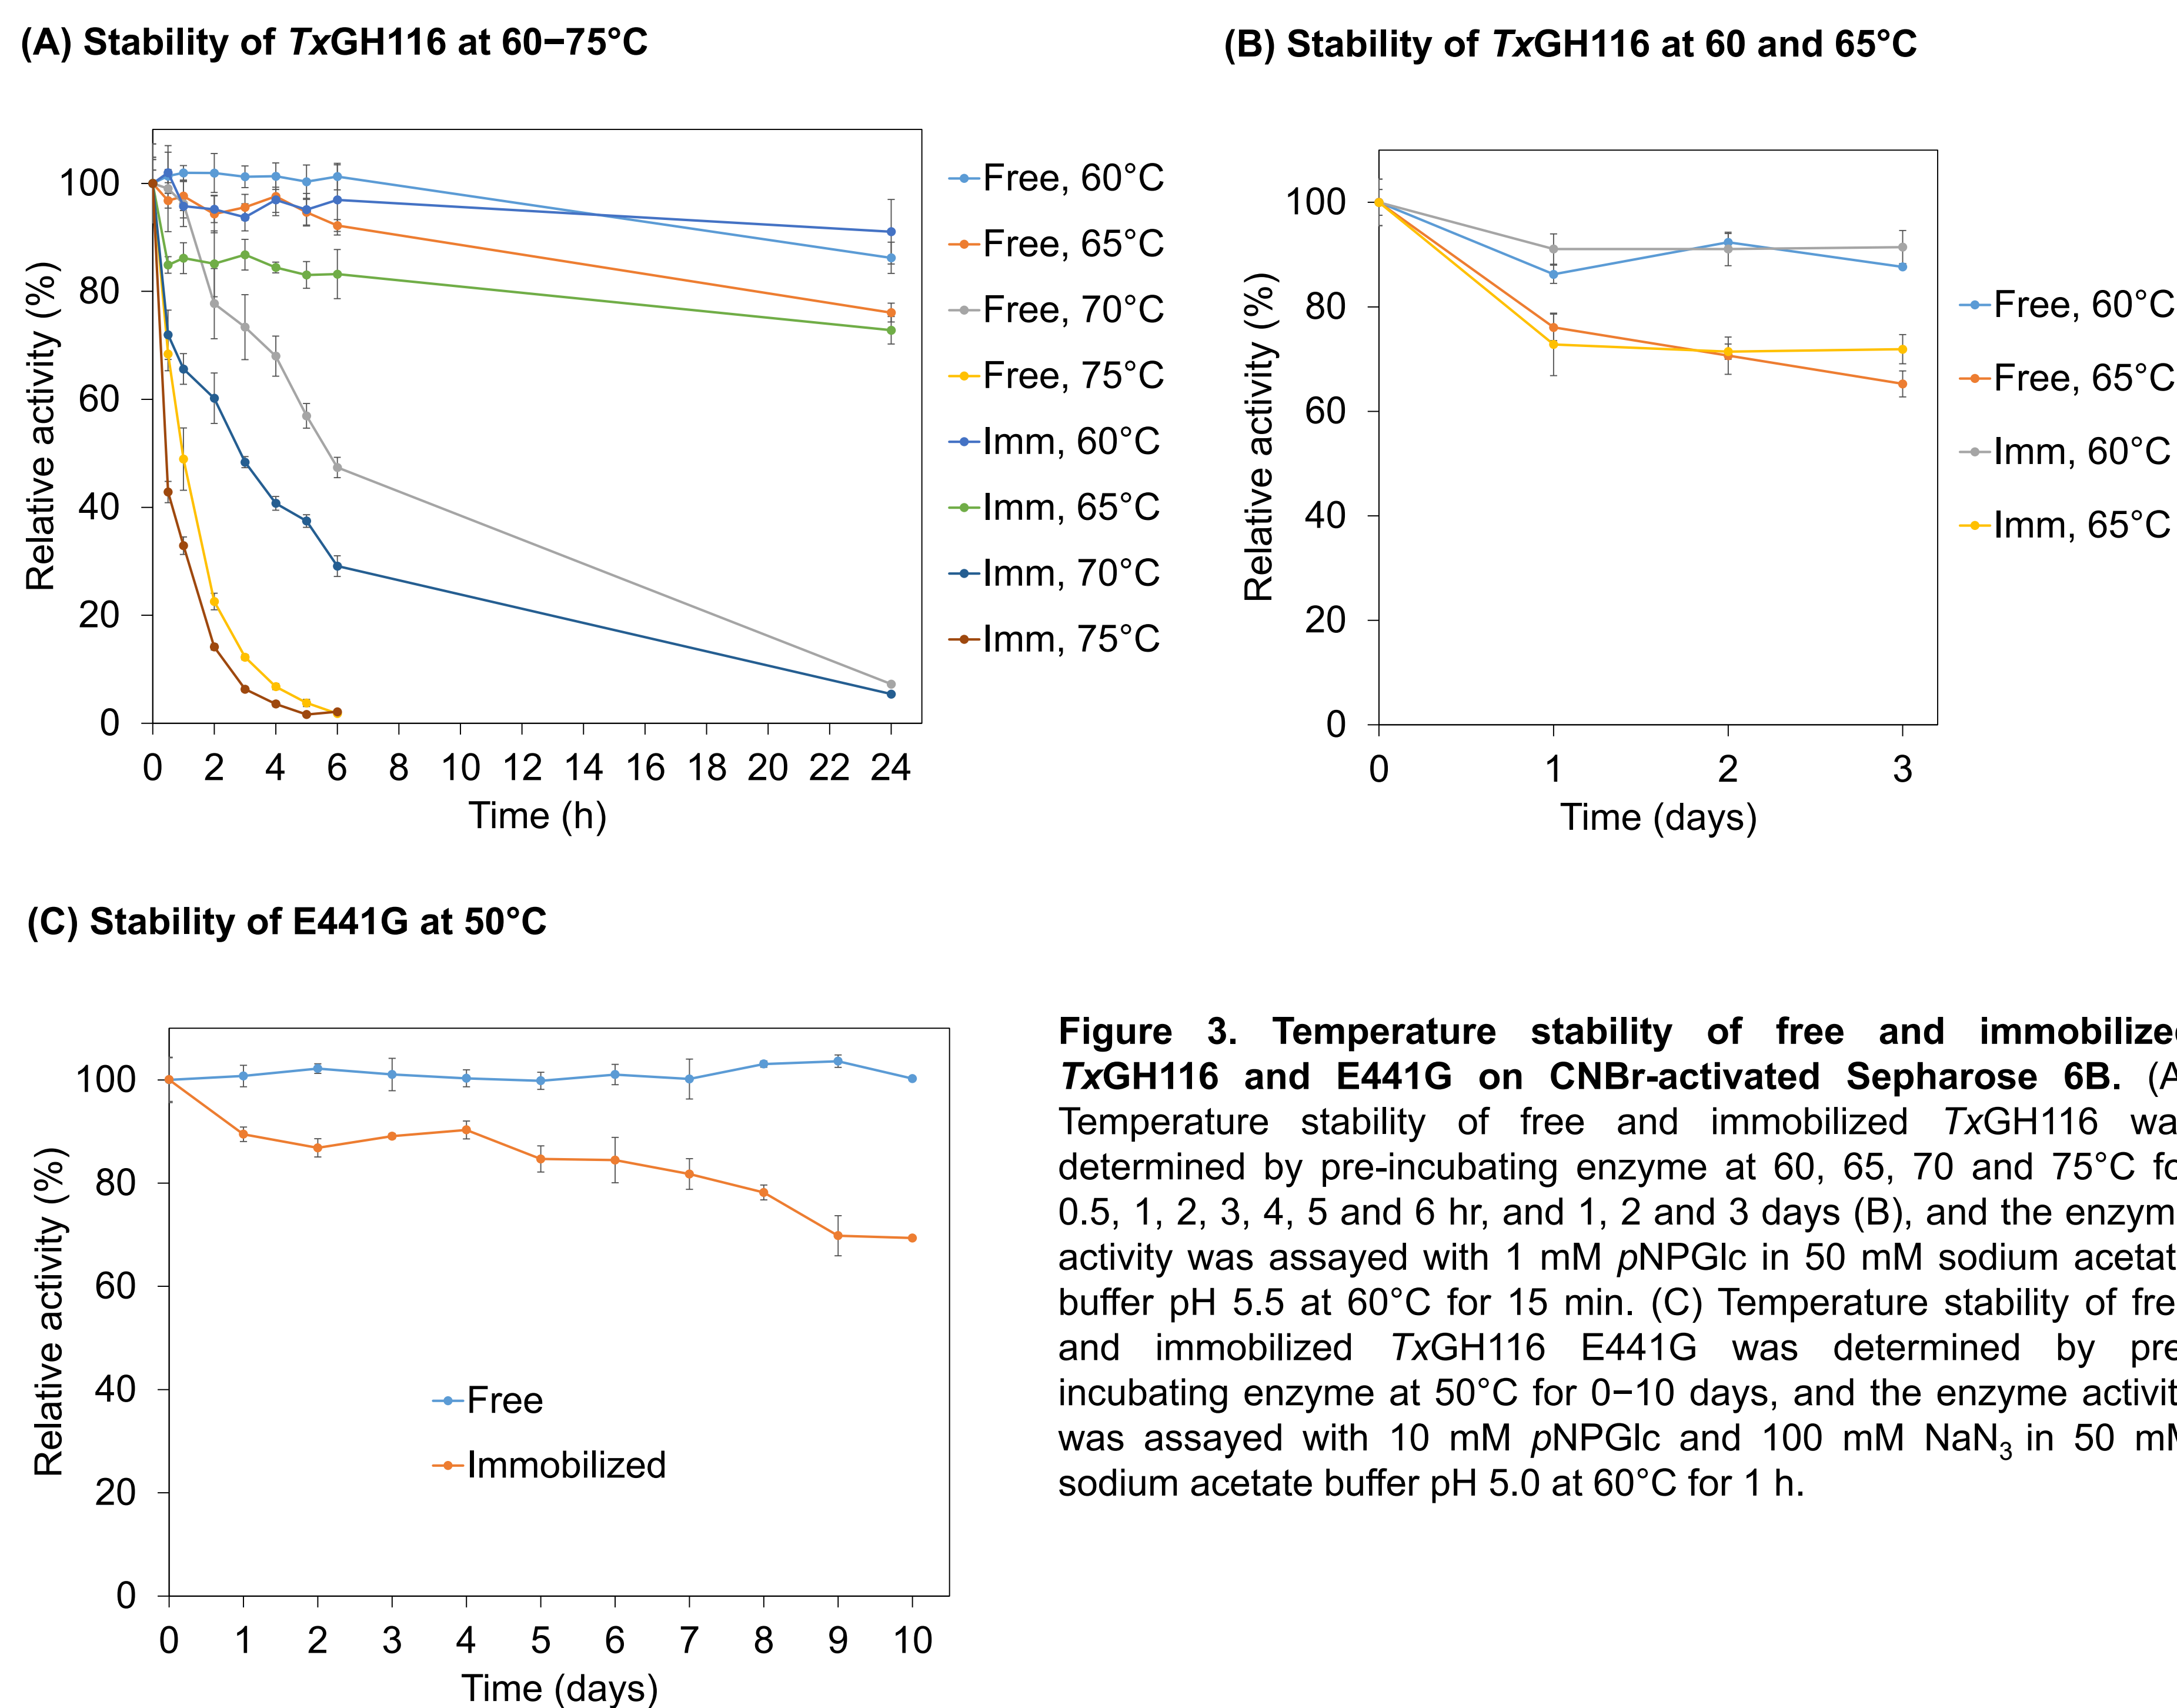 (A) Stability of TxGH116 at 60−75°C
Relative activity (%)
100
80
60
40
20
0
0 2 4 6 8 10 12 14 16 18 20 22 24
Time (h)
Free, 60°C
Free, 65°C
Free, 70°C
Free, 75°C
Imm, 60°C
Imm, 65°C
Imm, 70°C
Imm, 75°C
(B) Stability of TxGH116 at 60 and 65°C
Relative activity (%)
100
80
60
40
20
0
0 1 2 3
Time (days)
Free, 60°C
Free, 65°C
Imm, 60°C
Imm, 65°C
(C) Stability of E441G at 50°C
Relative activity (%)
100
80
60
40
20
0
0 1 2 3 4 5 6 7 8 9 10
Time (days)
Free
Immobilized
Figure 3. Temperature stability of free and immobilize
TxGH116 and E441G on CNBr-activated Sepharose 6B. (A
Temperature stability of free and immobilized TxGH116 wa
determined by pre-incubating enzyme at 60, 65, 70 and 75°C fo
0.5, 1, 2, 3, 4, 5 and 6 hr, and 1, 2 and 3 days (B), and the enzym
activity was assayed with 1 mM pNPGlc in 50 mM sodium acetat
buffer pH 5.5 at 60°C for 15 min. (C) Temperature stability of fre
and immobilized TxGH116 E441G was determined by pre
incubating enzyme at 50°C for 0−10 days, and the enzyme activit
was assayed with 10 mM pNPGlc and 100 mM NaN3 in 50 mM
sodium acetate buffer pH 5.0 at 60°C for 1 h.